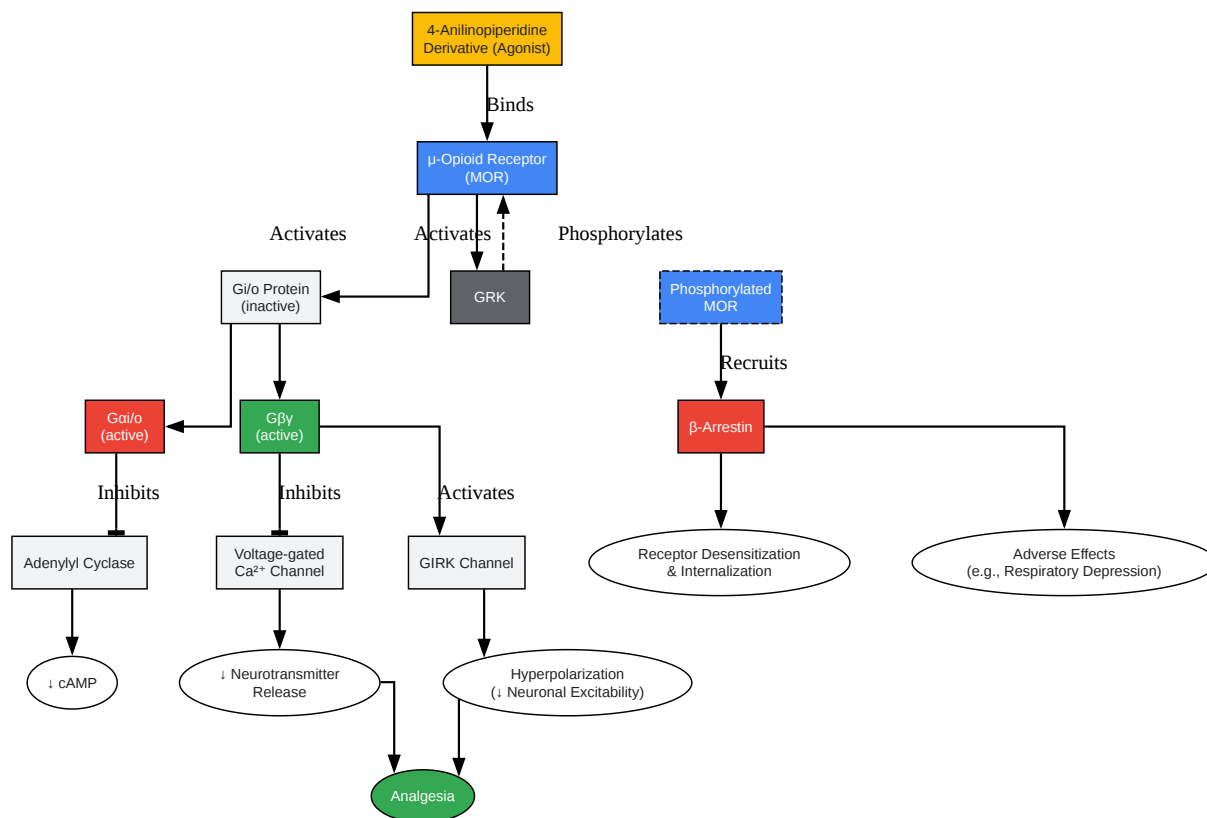 4-Anilinopiperidine
Derivative (Agonist)
Binds
μ-Opioid Receptor
(MOR)
Activates
Activates
Phosphorylates
Gi/o Protein
(inactive)
GRK
Phosphorylated
MOR
Recruits
Gαi/o
(active)
Gβγ
(active)
β-Arrestin
Inhibits
Inhibits
Activates
Adenylyl Cyclase
Voltage-gated
Ca²⁺ Channel
GIRK Channel
Receptor Desensitization
& Internalization
Adverse Effects
(e.g., Respiratory Depression)
↓ cAMP
↓ Neurotransmitter
Release
Hyperpolarization
(↓ Neuronal Excitability)
Analgesia